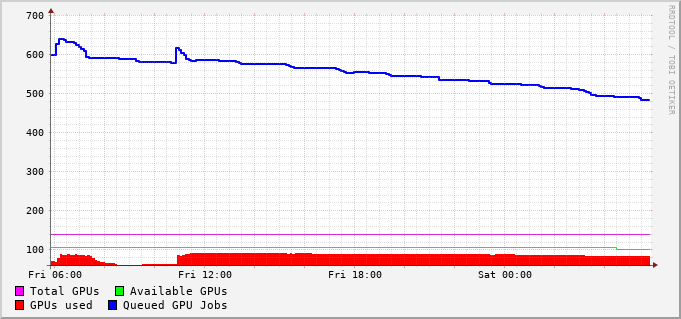 700
600
500
400
300
200
100
Fri 06:00 Fri 12:00 Fri 18:00 Sat 00:00
Total GPUs Available GPUs
GPUs used Queued GPU Jobs
RRDTOOL / TOBI OETIKER